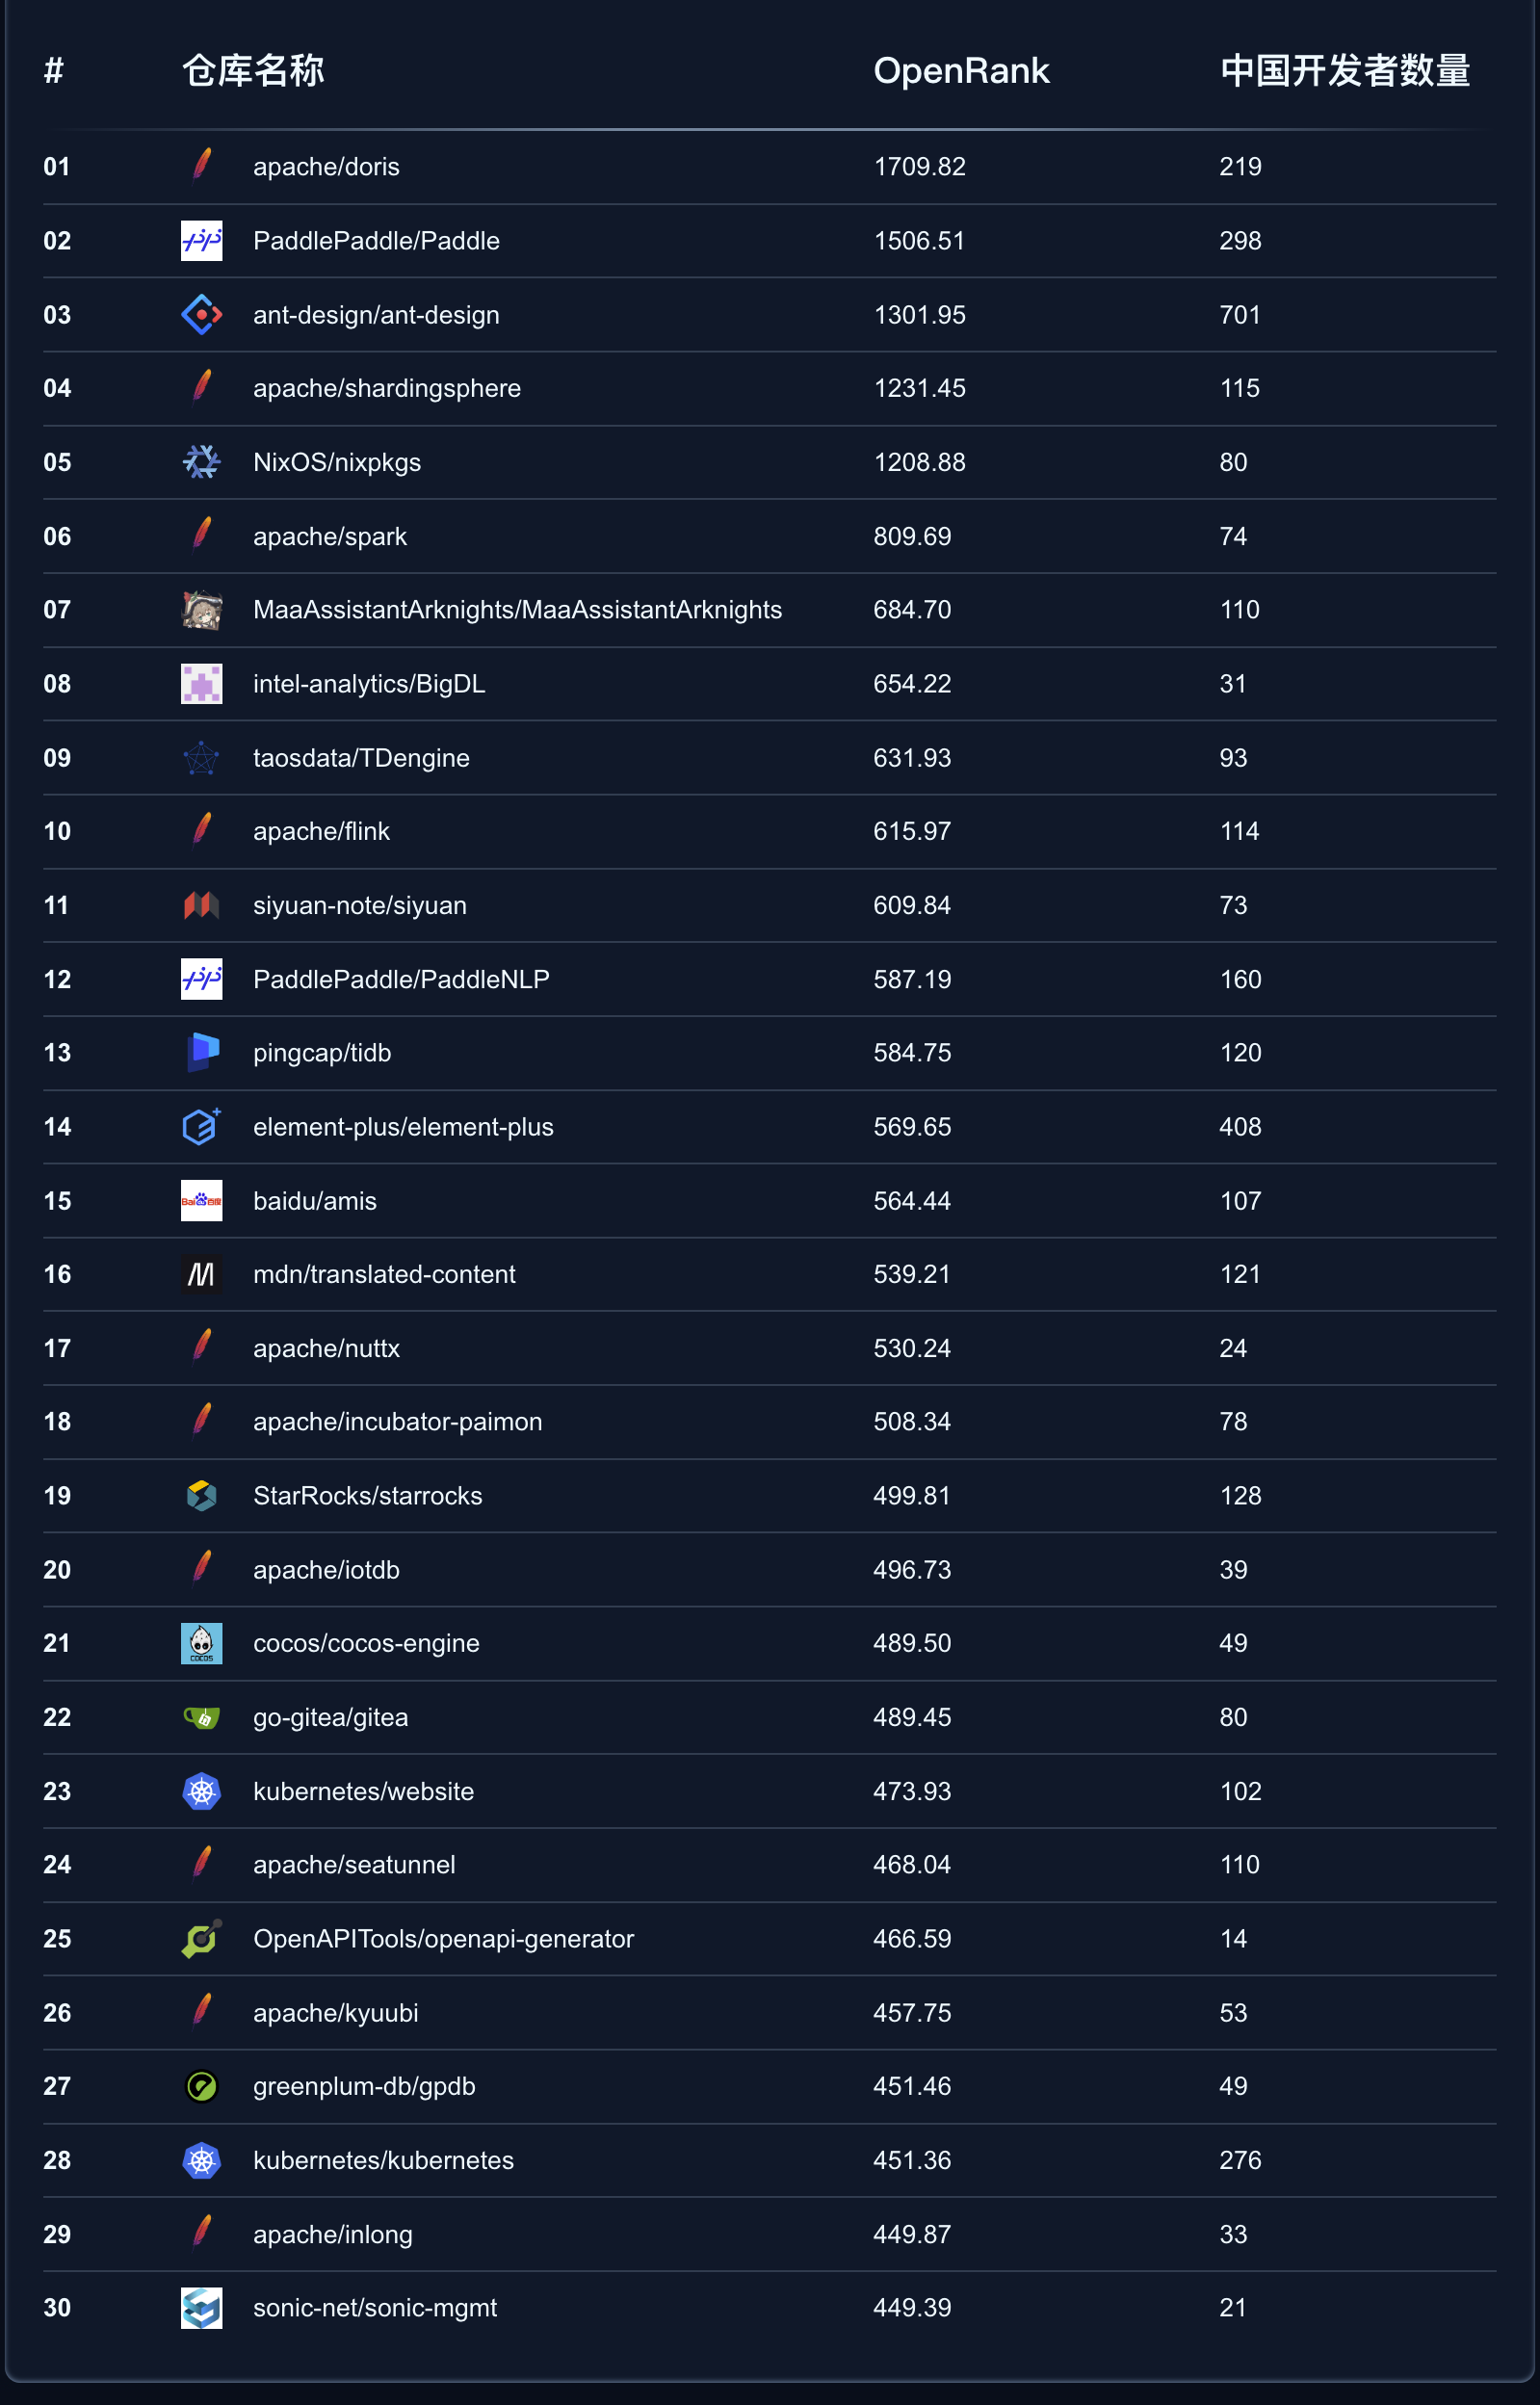 # 仓库名称 OpenRank 中国开发者数量
01 apache/doris 1709.82 219
02 PaddlePaddle/Paddle 1506.51 298
03 ant-design/ant-design 1301.95 701
04 apache/shardingsphere 1231.45 115
05 NixOS/nixpkgs 1208.88 80
06 apache/spark 809.69 74
07 MaaAssistantArknights/MaaAssistantArknights 684.70 110
08 intel-analytics/BigDL 654.22 31
09 taosdata/TDengine 631.93 93
10 apache/flink 615.97 114
11 siyuan-note/siyuan 609.84 73
12 PaddlePaddle/PaddleNLP 587.19 160
13 pingcap/tidb 584.75 120
14 element-plus/element-plus 569.65 408
15 Bai 百度 baidu/amis 564.44 107
16 mdn/translated-content 539.21 121
17 apache/nuttx 530.24 24
18 apache/incubator-paimon 508.34 78
19 StarRocks/starrocks 499.81 128
20 apache/iotdb 496.73 39
21 COCOS cocos/cocos-engine 489.50 49
22 go-gitea/gitea 489.45 80
23 kubernetes/website 473.93 102
24 apache/seatunnel 468.04 110
25 OpenAPITools/openapi-generator 466.59 14
26 apache/kyuubi 457.75 53
27 greenplum-db/gpdb 451.46 49
28 kubernetes/kubernetes 451.36 276
29 apache/inlong 449.87 33
30 sonic-net/sonic-mgmt 449.39 21